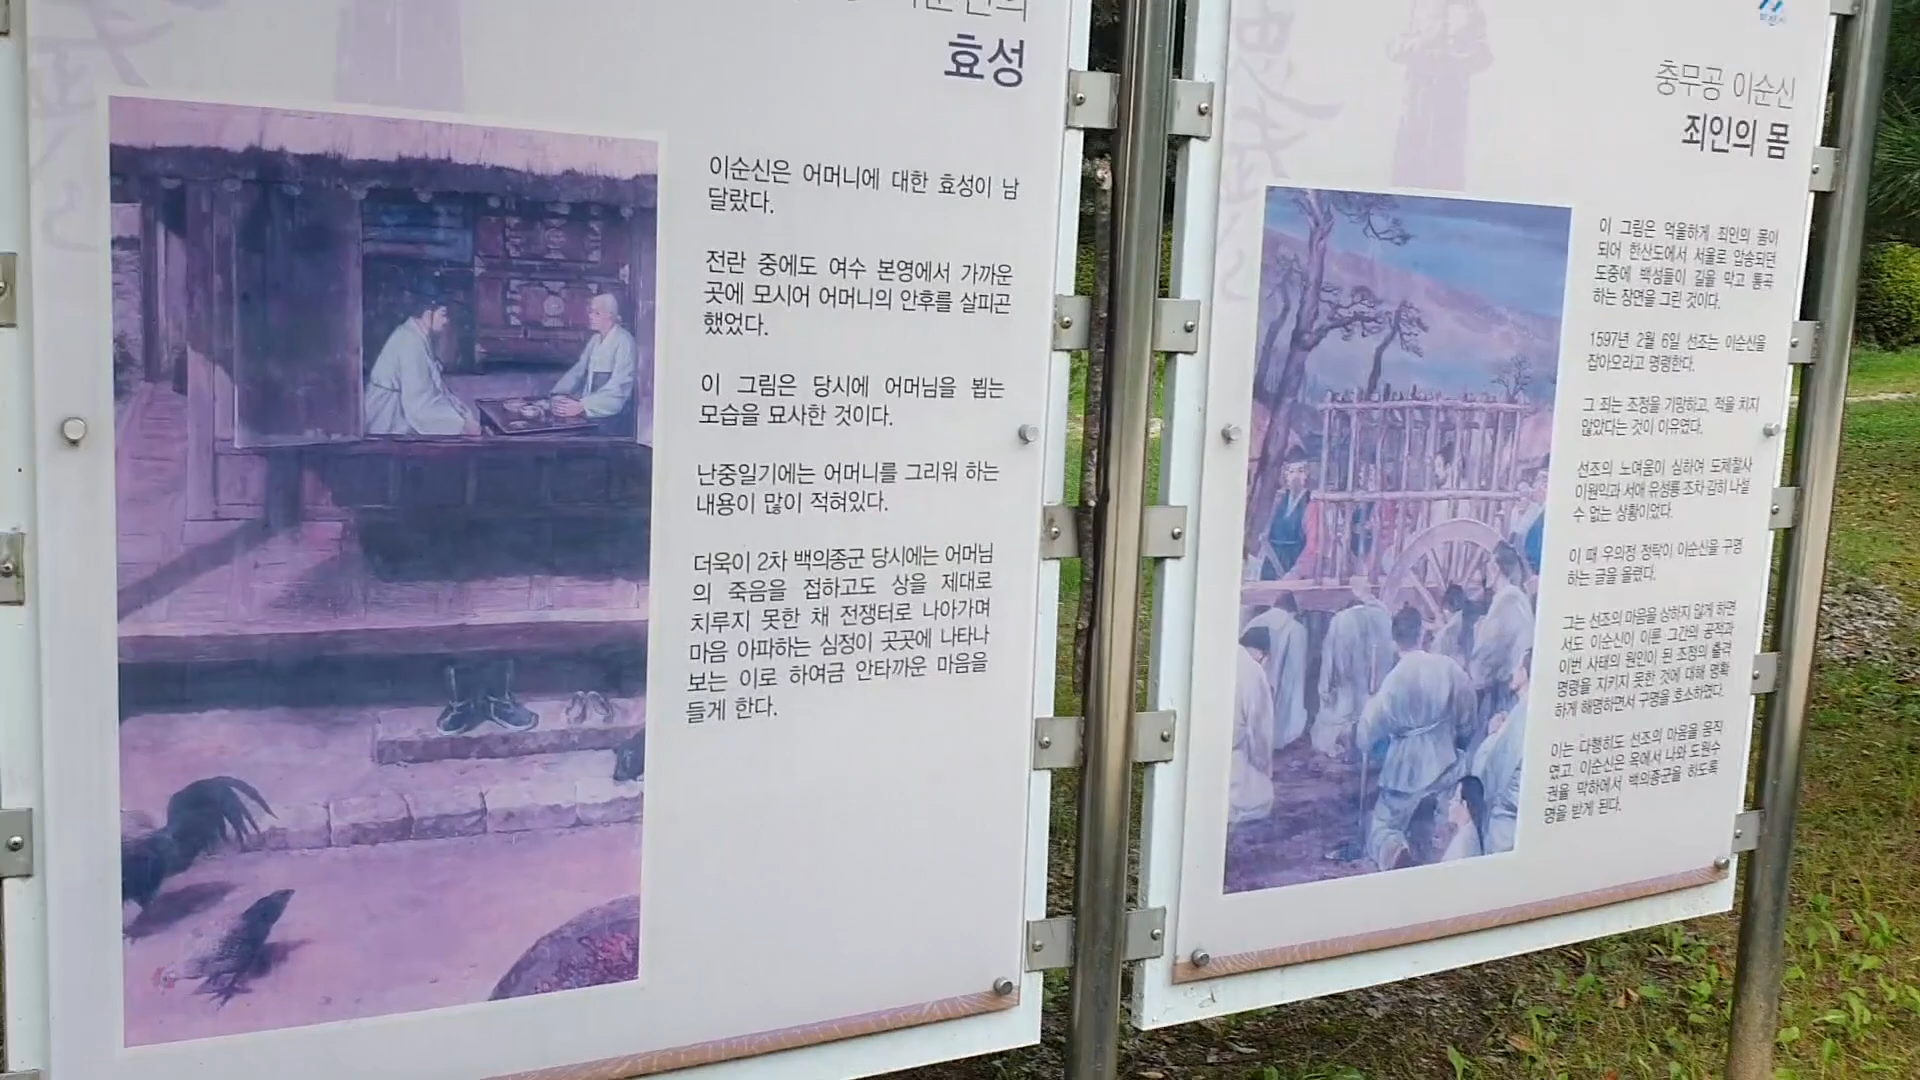 이순신의
효성
이순신은 어머니에 대한 효성이 남
달랐다.
전란 중에도 여수 본영에서 가까운
곳에 모시어 어머니의 안후를 살피곤
했었다.
이 그림은 당시에 어머님을 뵙는
모습을 묘사한 것이다.
난중일기에는 어머니를 그리워 하는
내용이 많이 적혀있다.
더욱이 2차 백의종군 당시에는 어머님
의 죽음을 접하고도 상을 제대로
치루지 못한 채 전쟁터로 나아가며
마음 아파하는 심정이 곳곳에 나타나
보는 이로 하여금 안타까운 마음을
들게 한다.
충무공 이순신
죄인의 몸
이 그림은 억울하게 죄인의 몸이
되어 한산도에서 서울로 압송되던
도중에 백성들이 길을 막고 통곡
하는 장면을 그린 것이다.
1597년 2월 6일 선조는 이순신을
잡아오라고 명령한다.
그 죄는 조정을 기망하고, 적을 치지
않았다는 것이 이유였다.
선조의 노여움이 심하여 도체찰사
이원익과 서애 유성룡 조차 감히 나설
수 없는 상황이었다.
이 때 우의정 정탁이 이순신을 구명
하는 글을 올렸다.
그는 선조의 마음을 상하지 않게 하면
서도 이순신이 이룬 그간의 공적과
이번 사태의 원인이 된 조정의 출격
명령을 지키지 못한 것에 대해 명확
하게 해명하면서 구명을 호소하였다.
이는 다행히도 선조의 마음을 움직
였고, 이순신은 옥에서 나와 도원수
권율 막하에서 백의종군을 하도록
명을 받게 된다.